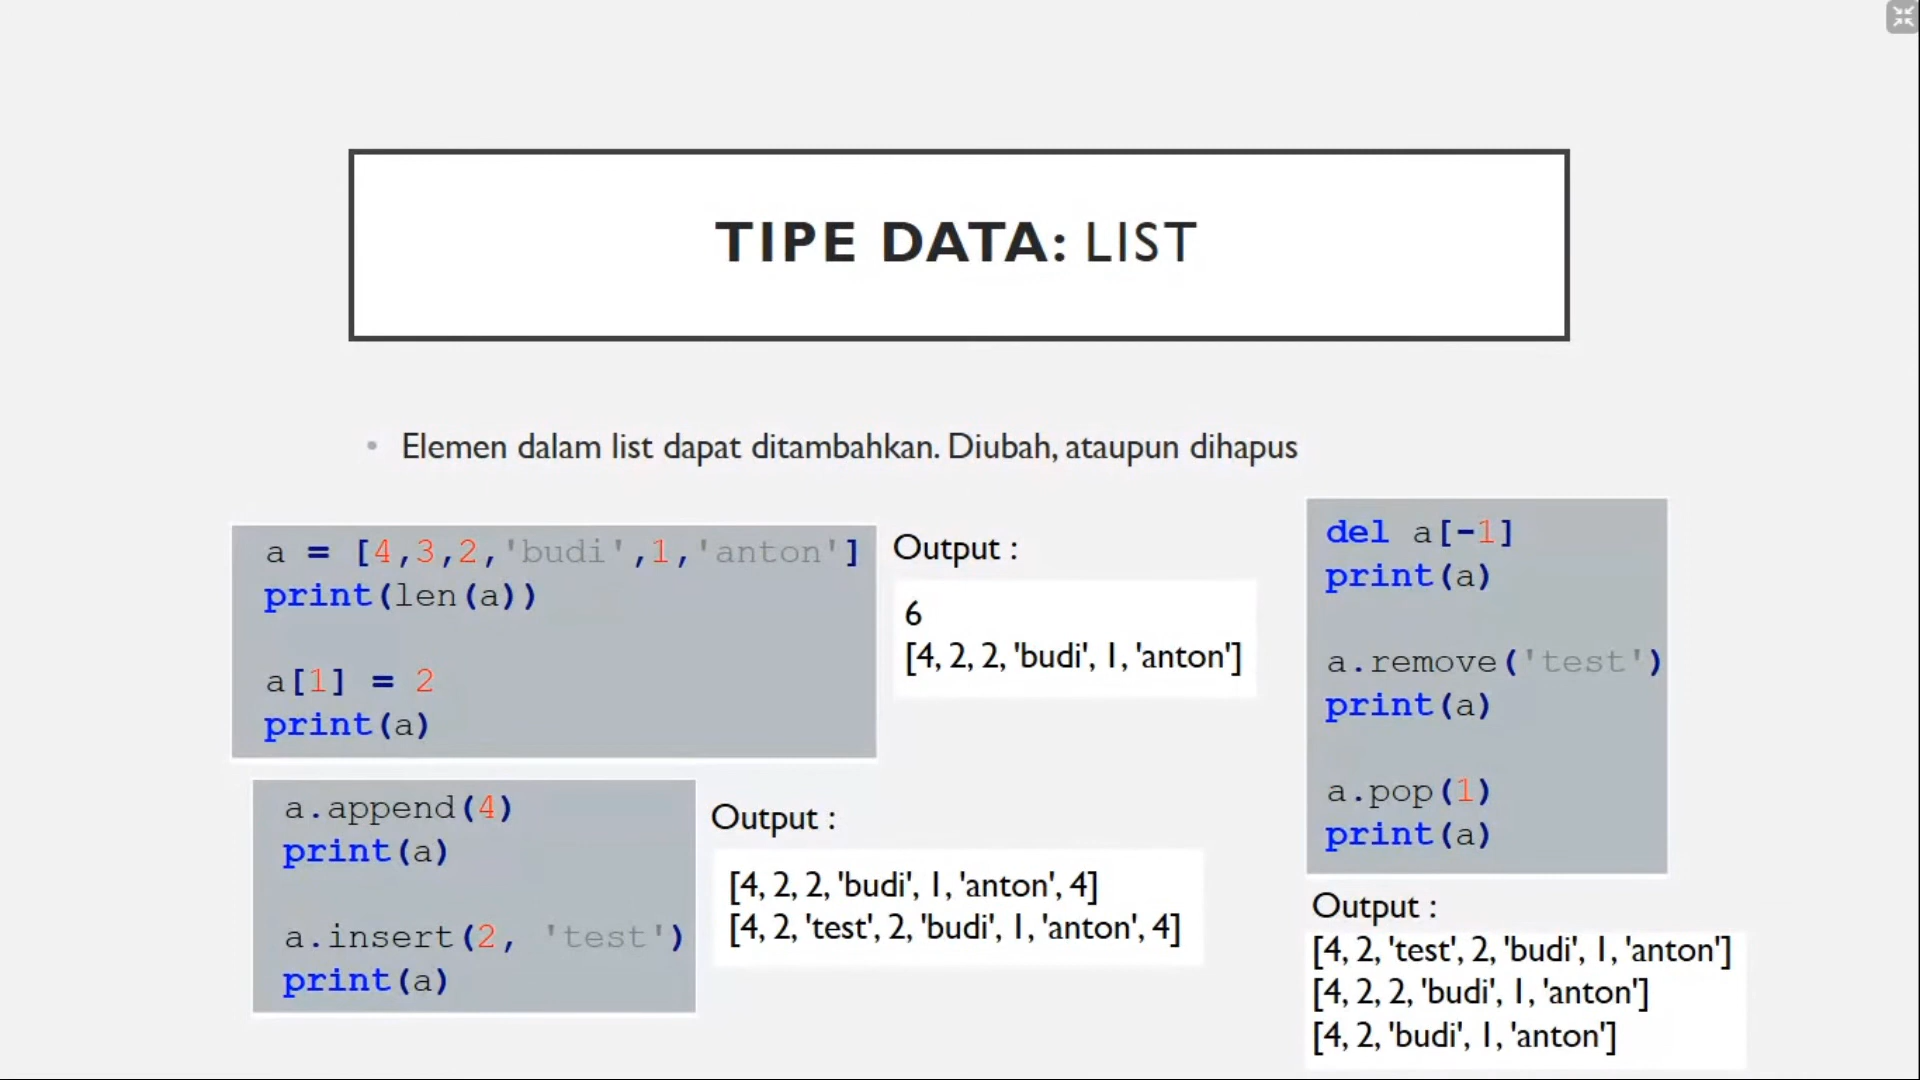 TIPE DATA: LIST
• Elemen dalam list dapat ditambahkan. Diubah, ataupun dihapus
a = [4,3,2,'budi',1,'anton']
print(len(a))
a[1] = 2
print(a)
Output :
6
[4, 2, 2, 'budi', 1, 'anton']
a.append(4)
print(a)
a.insert(2, 'test')
print(a)
Output :
[4, 2, 2, 'budi', 1, 'anton', 4]
[4, 2, 'test', 2, 'budi', 1, 'anton', 4]
del a[-1]
print(a)
a.remove('test')
print(a)
a.pop(1)
print(a)
Output :
[4, 2, 'test', 2, 'budi', 1, 'anton']
[4, 2, 2, 'budi', 1, 'anton']
[4, 2, 'budi', 1, 'anton']